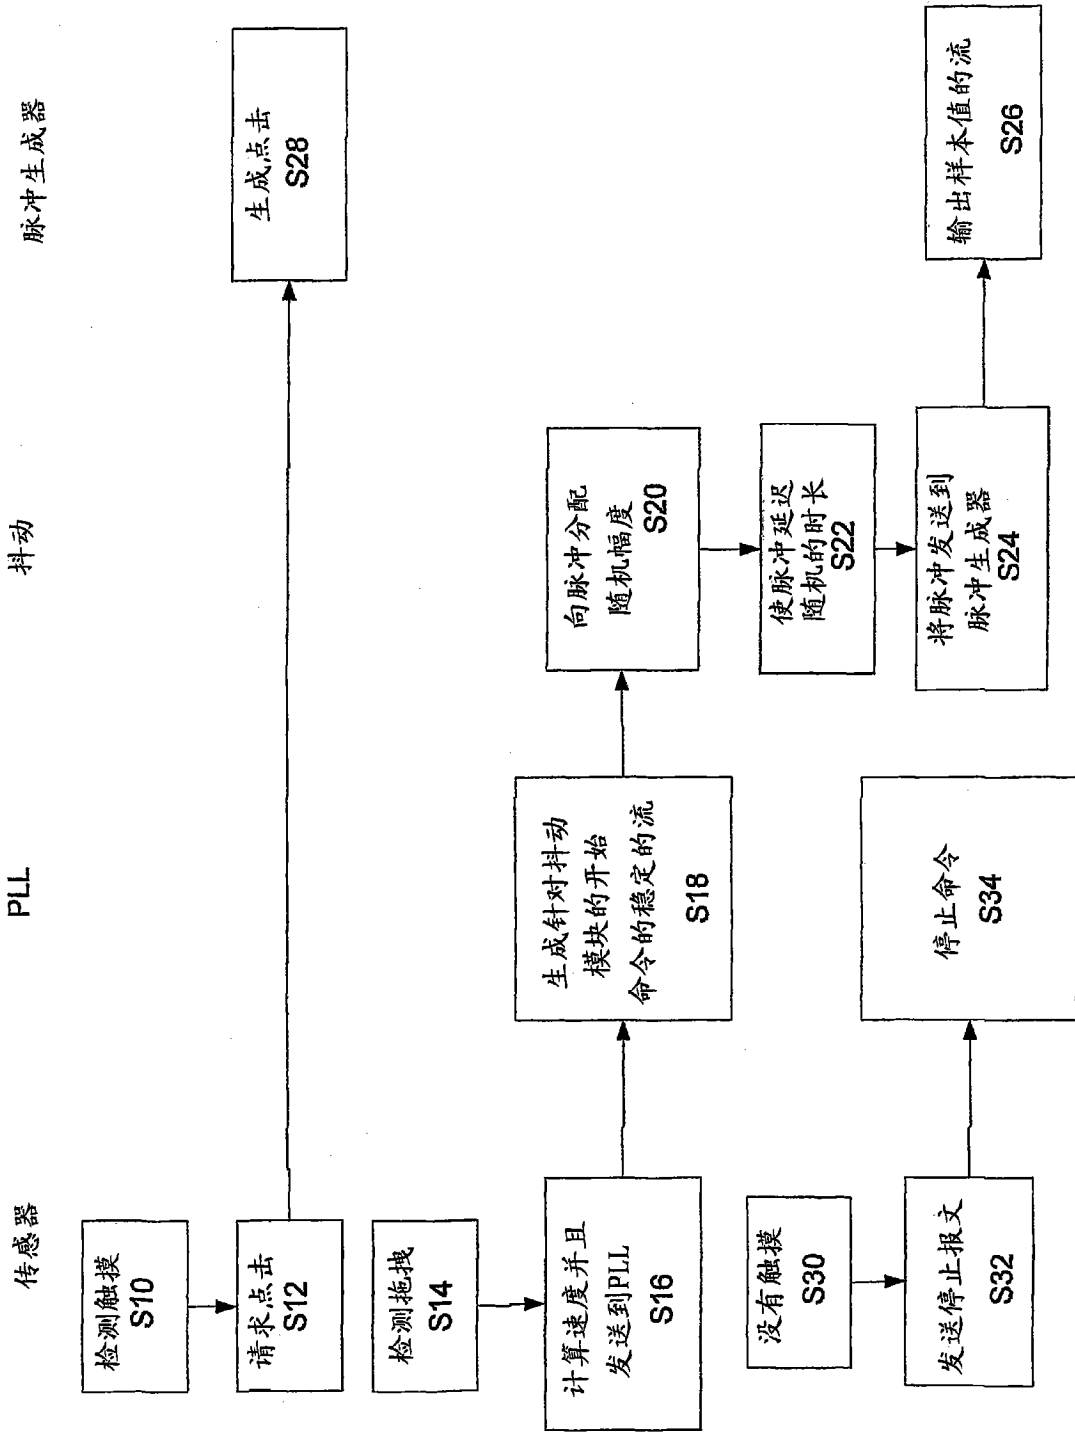 传感器
PLL
抖动
脉冲生成器
检测触摸
S10
请求点击
S12
生成点击
S28
检测拖拽
S14
计算速度并且
发送到PLL
S16
生成针对抖动
模块的开始
命令的稳定的流
S18
向脉冲分配
随机幅度
S20
使脉冲延迟
随机的时长
S22
将脉冲发送到
脉冲生成器
S24
输出样本值的流
S26
没有触摸
S30
发送停止报文
S32
停止命令
S34